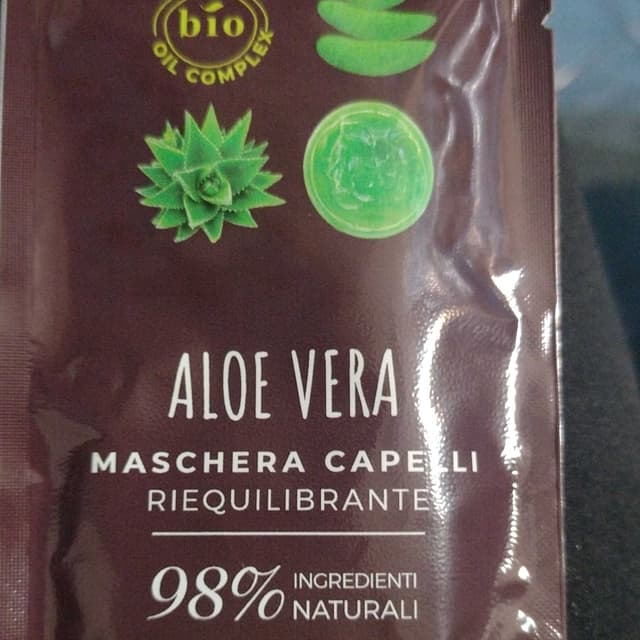 bio
OIL COMPLEX
ALOE VERA
MASCHERA CAPELLI
RIEQUILIBRANTE
98% INGREDIENTI
NATURALI